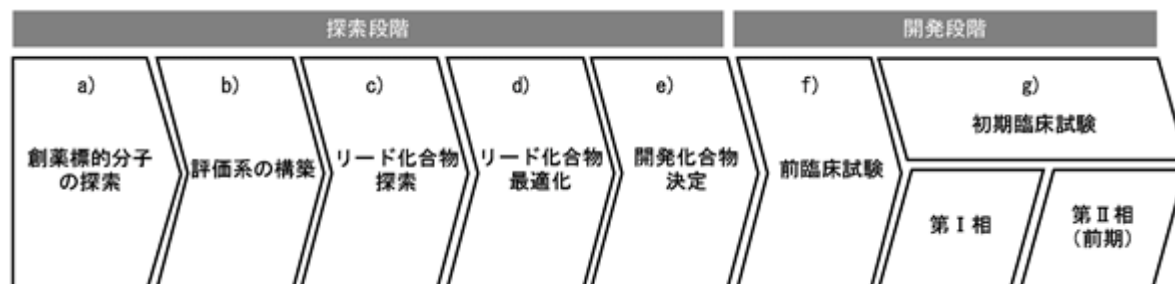 探索段階
開発段階
a)
創薬標的分子
の探索
b)
評価系の構築
c)
リード化合物
探索
d)
リード化合物
最適化
e)
開発化合物
決定
f)
前臨床試験
g)
初期臨床試験
第Ⅰ相
第Ⅱ相
(前期)